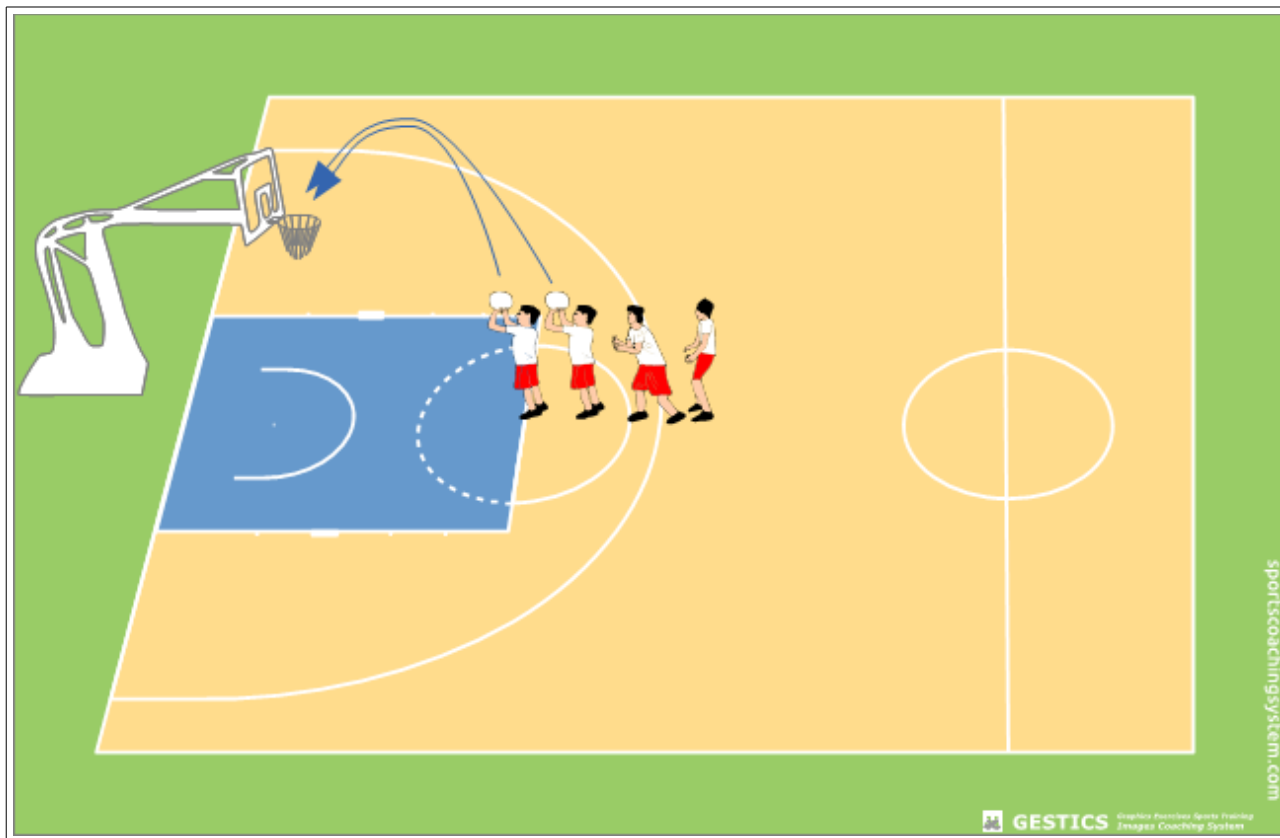 sportscoachingsystem.com
GESTICS
Graphics Exercises Sports Training
Images Coaching System